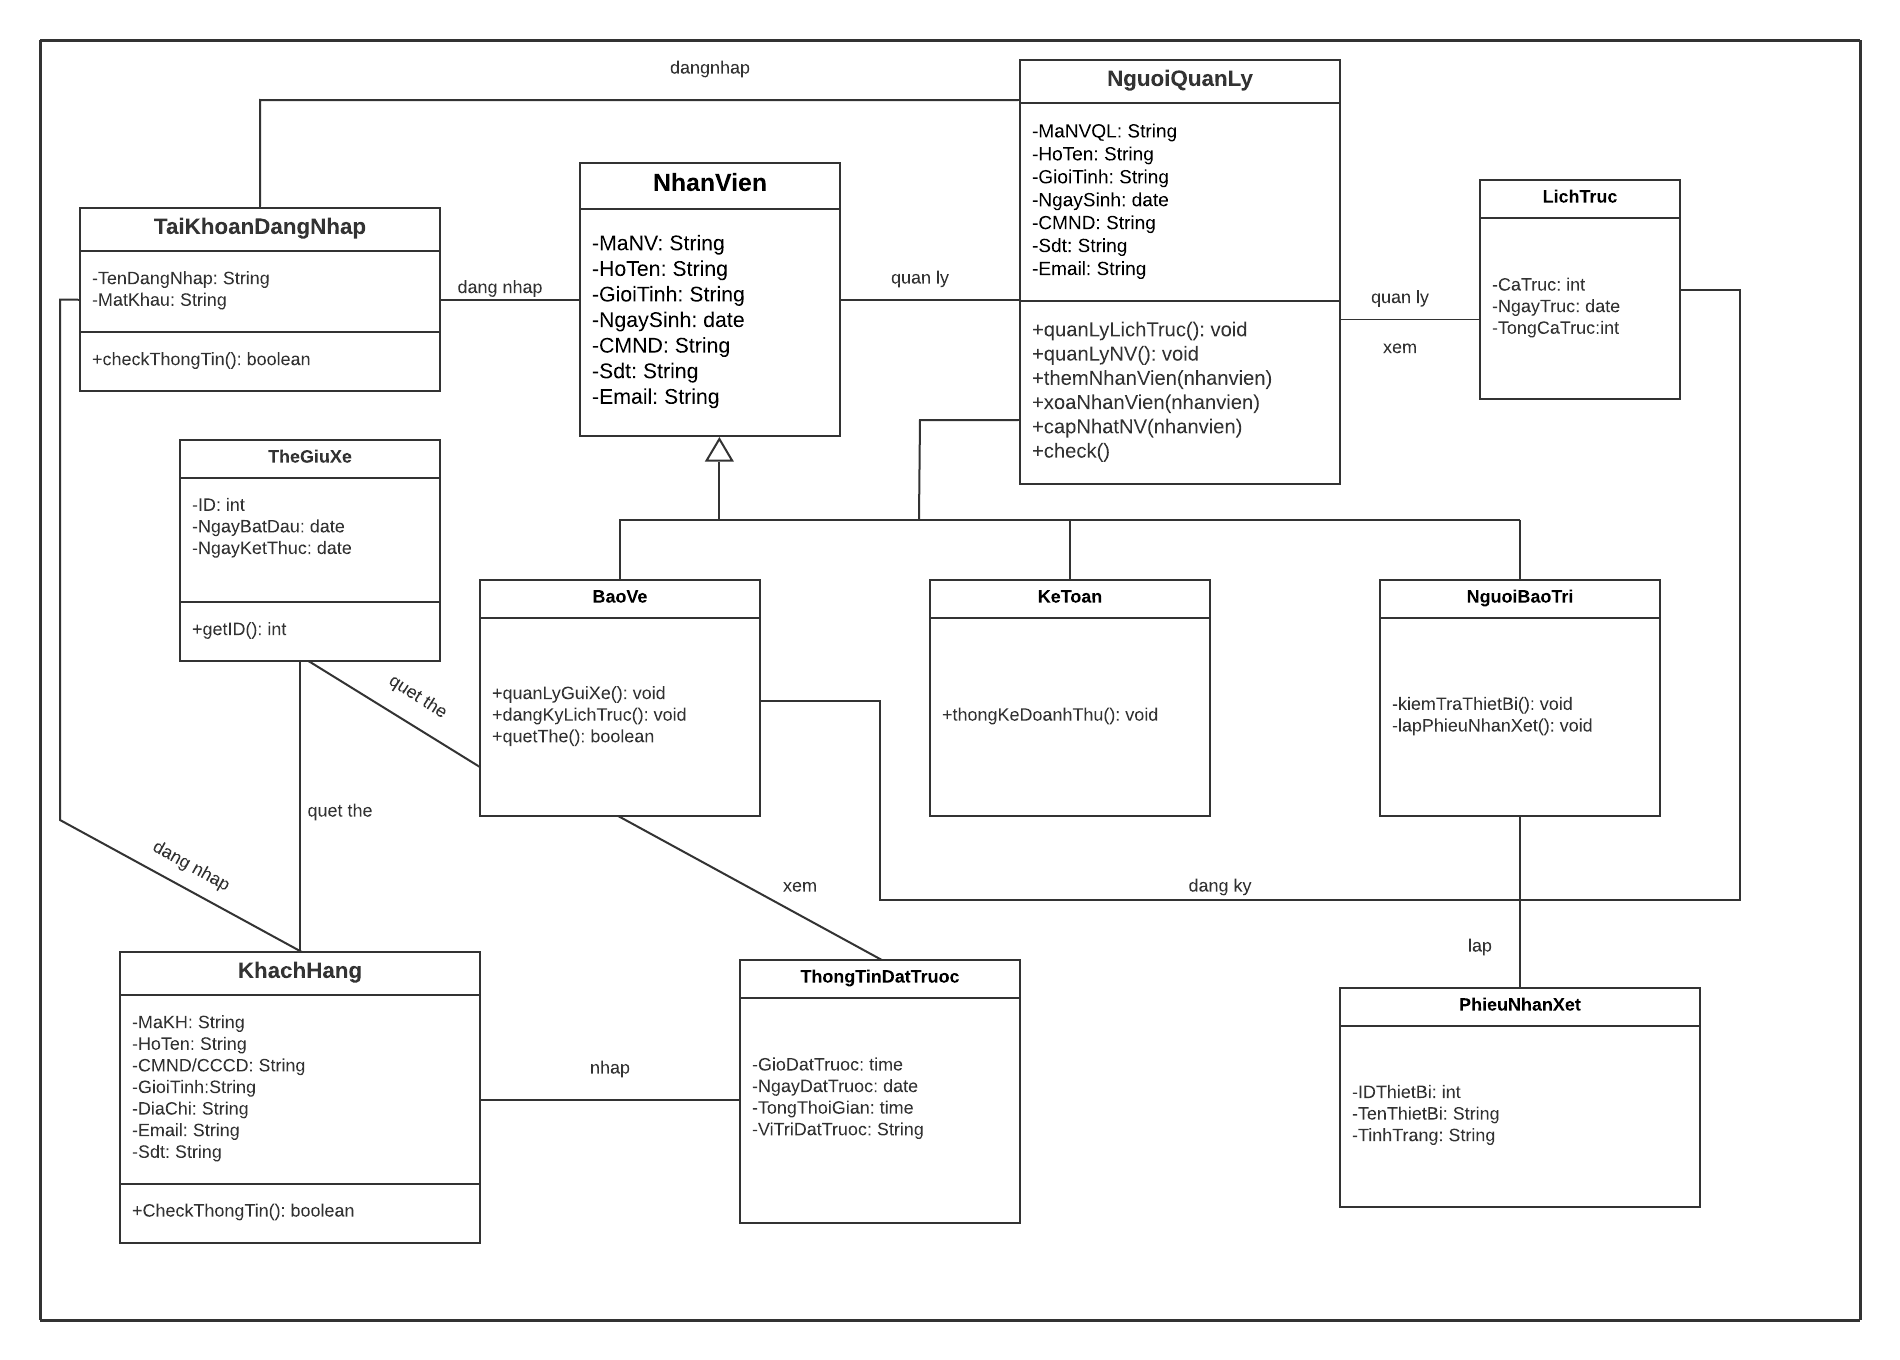 dangnhap
NguoiQuanLy
-MaNVQL: String
-HoTen: String
-GioiTinh: String
-NgaySinh: date
-CMND: String
-Sdt: String
-Email: String
+quanLyLichTruc(): void
+quanLyNV(): void
+themNhanVien(nhanvien)
+xoaNhanVien(nhanvien)
+capNhatNV(nhanvien)
+check()
NhanVien
-MaNV: String
-HoTen: String
-GioiTinh: String
-NgaySinh: date
-CMND: String
-Sdt: String
-Email: String
LichTruc
-CaTruc: int
-NgayTruc: date
-TongCaTruc:int
TaiKhoanDangNhap
-TenDangNhap: String
-MatKhau: String
+checkThongTin(): boolean
dang nhap
quan ly
quan ly
xem
TheGiuXe
-ID: int
-NgayBatDau: date
-NgayKetThuc: date
+getID(): int
BaoVe
+quanLyGuiXe(): void
+dangKyLichTruc(): void
+quetThe(): boolean
KeToan
+thongKeDoanhThu(): void
NguoiBaoTri
-kiemTraThietBi(): void
-lapPhieuNhanXet(): void
quet the
quet the
dang nhap
xem
dang ky
lap
KhachHang
-MaKH: String
-HoTen: String
-CMND/CCCD: String
-GioiTinh:String
-DiaChi: String
-Email: String
-Sdt: String
+CheckThongTin(): boolean
nhap
ThongTinDatTruoc
-GioDatTruoc: time
-NgayDatTruoc: date
-TongThoiGian: time
-ViTriDatTruoc: String
PhieuNhanXet
-IDThietBi: int
-TenThietBi: String
-TinhTrang: String